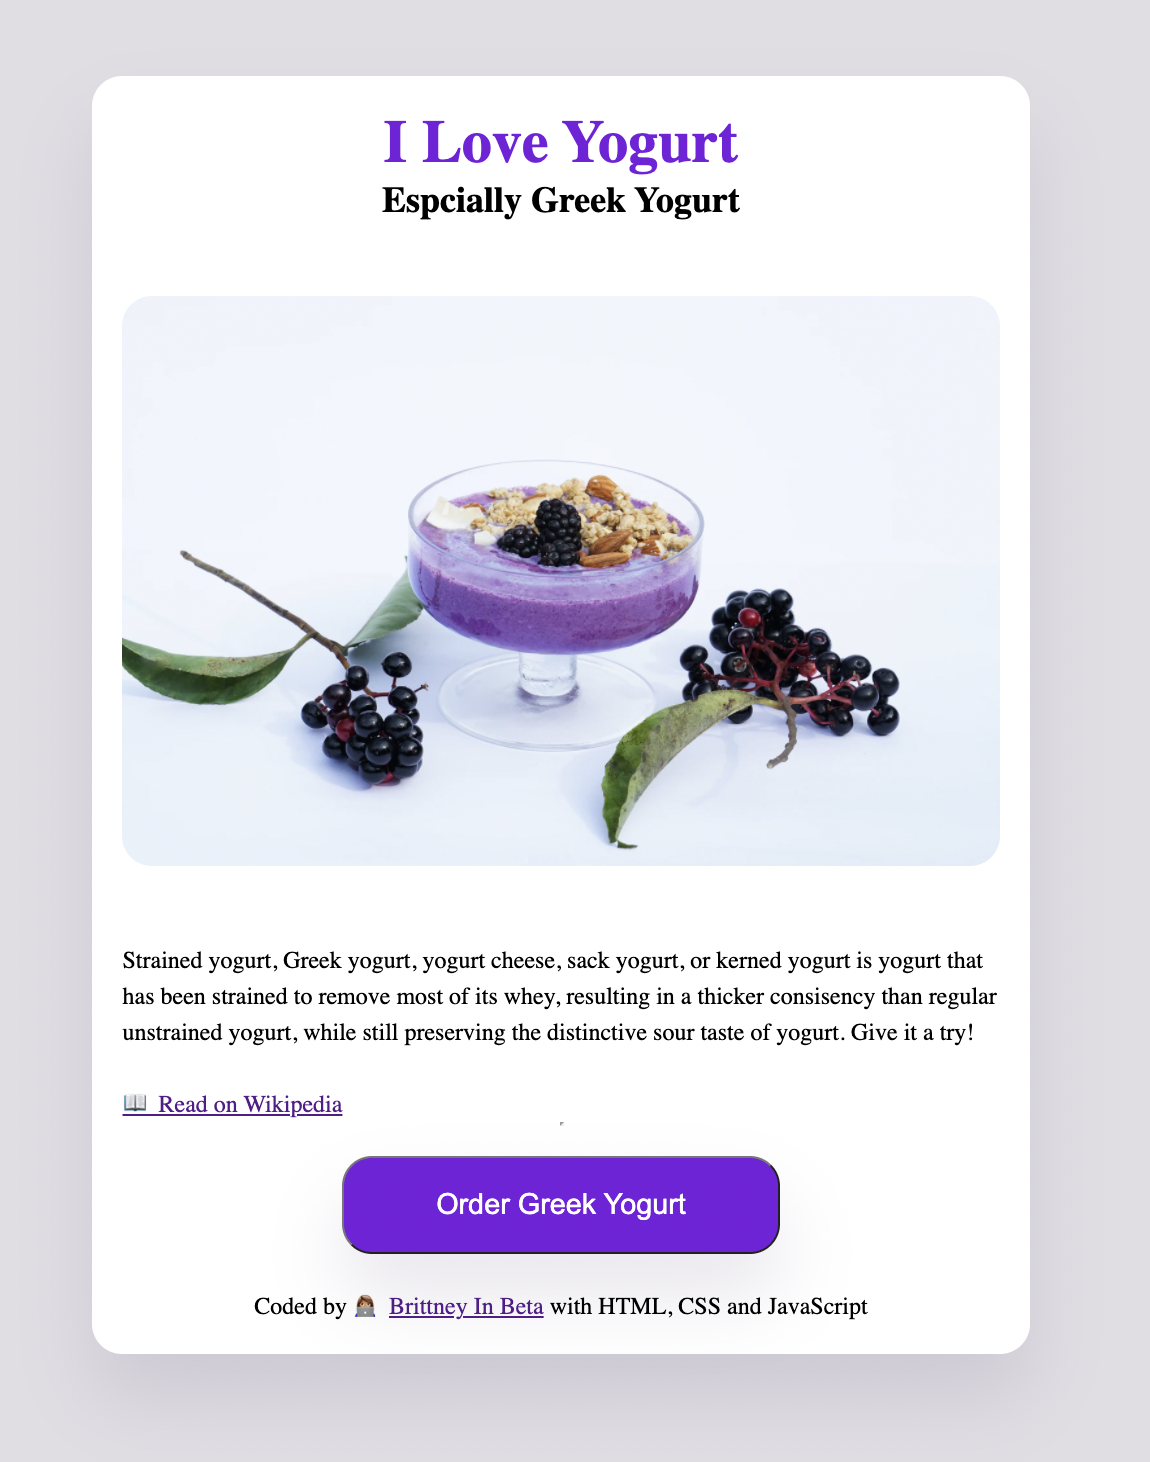 I Love Yogurt
Espcially Greek Yogurt
Strained yogurt, Greek yogurt, yogurt cheese, sack yogurt, or kerned yogurt is yogurt that
has been strained to remove most of its whey, resulting in a thicker consisency than regular
unstrained yogurt, while still preserving the distinctive sour taste of yogurt. Give it a try!
📖 Read on Wikipedia
Order Greek Yogurt
Coded by 👩🏽‍💻 Brittney In Beta with HTML, CSS and JavaScript